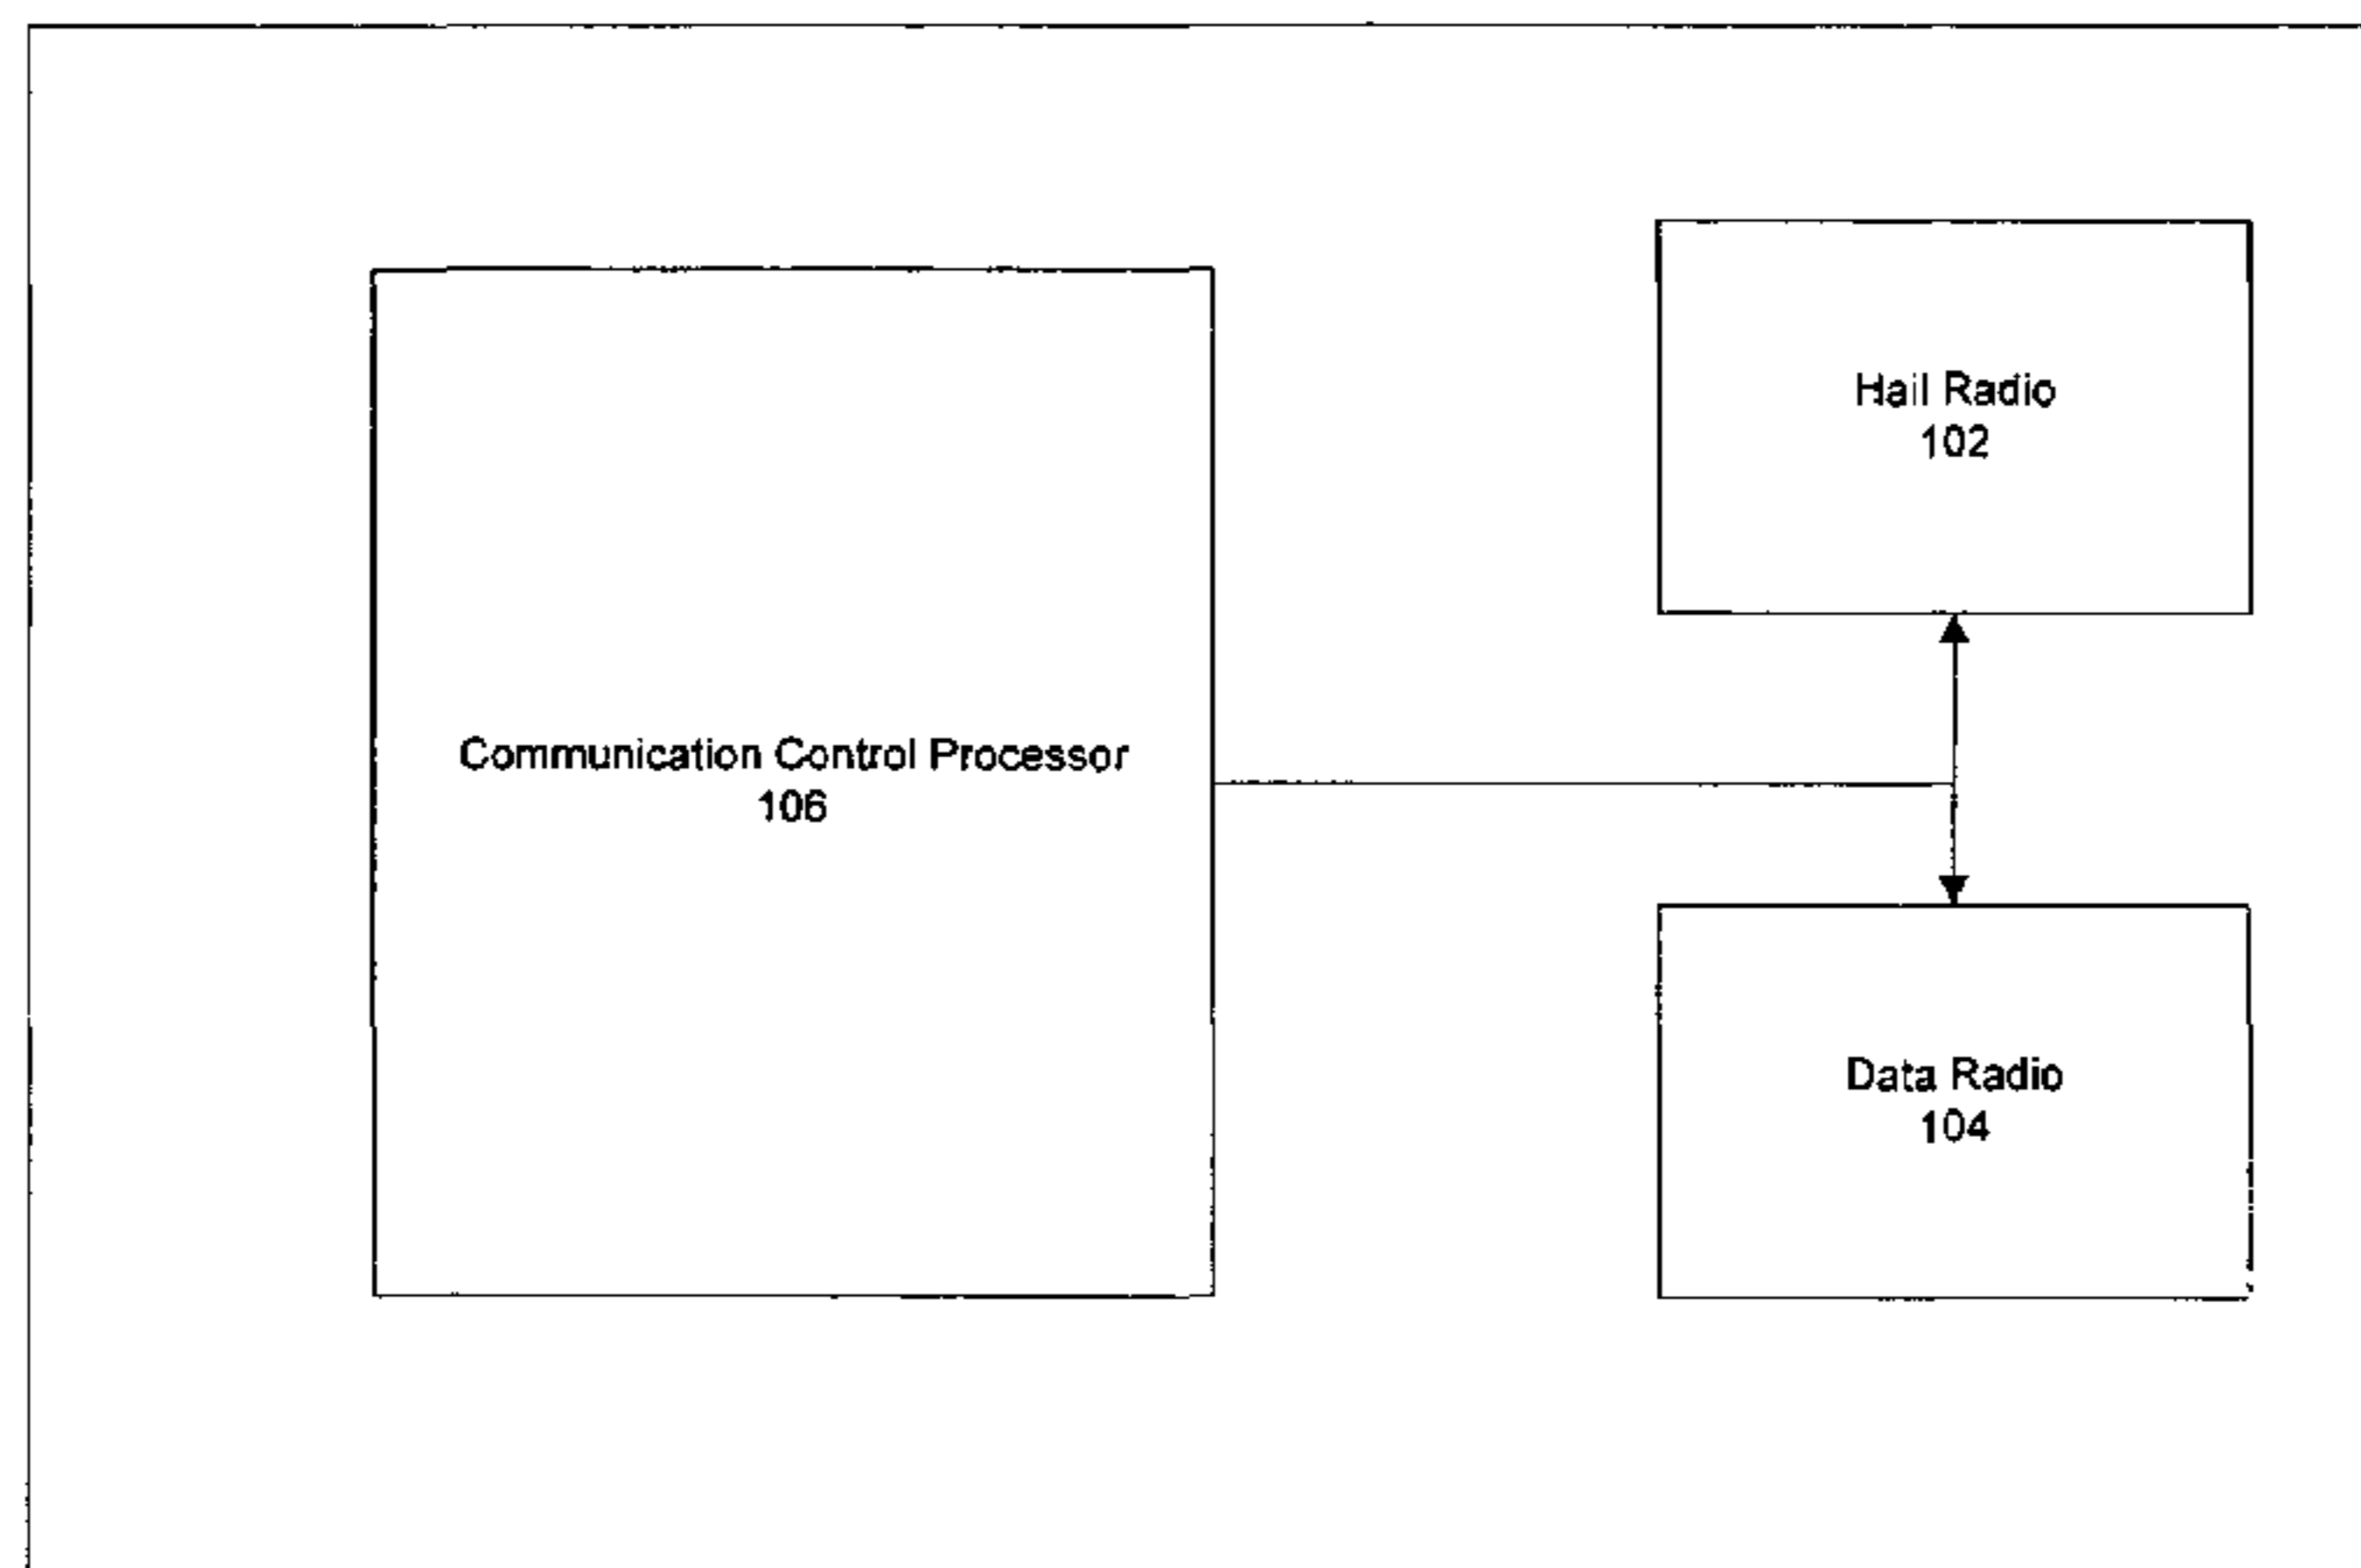 Hail Radio
102
Communication Control Processor
106
Data Radio
104